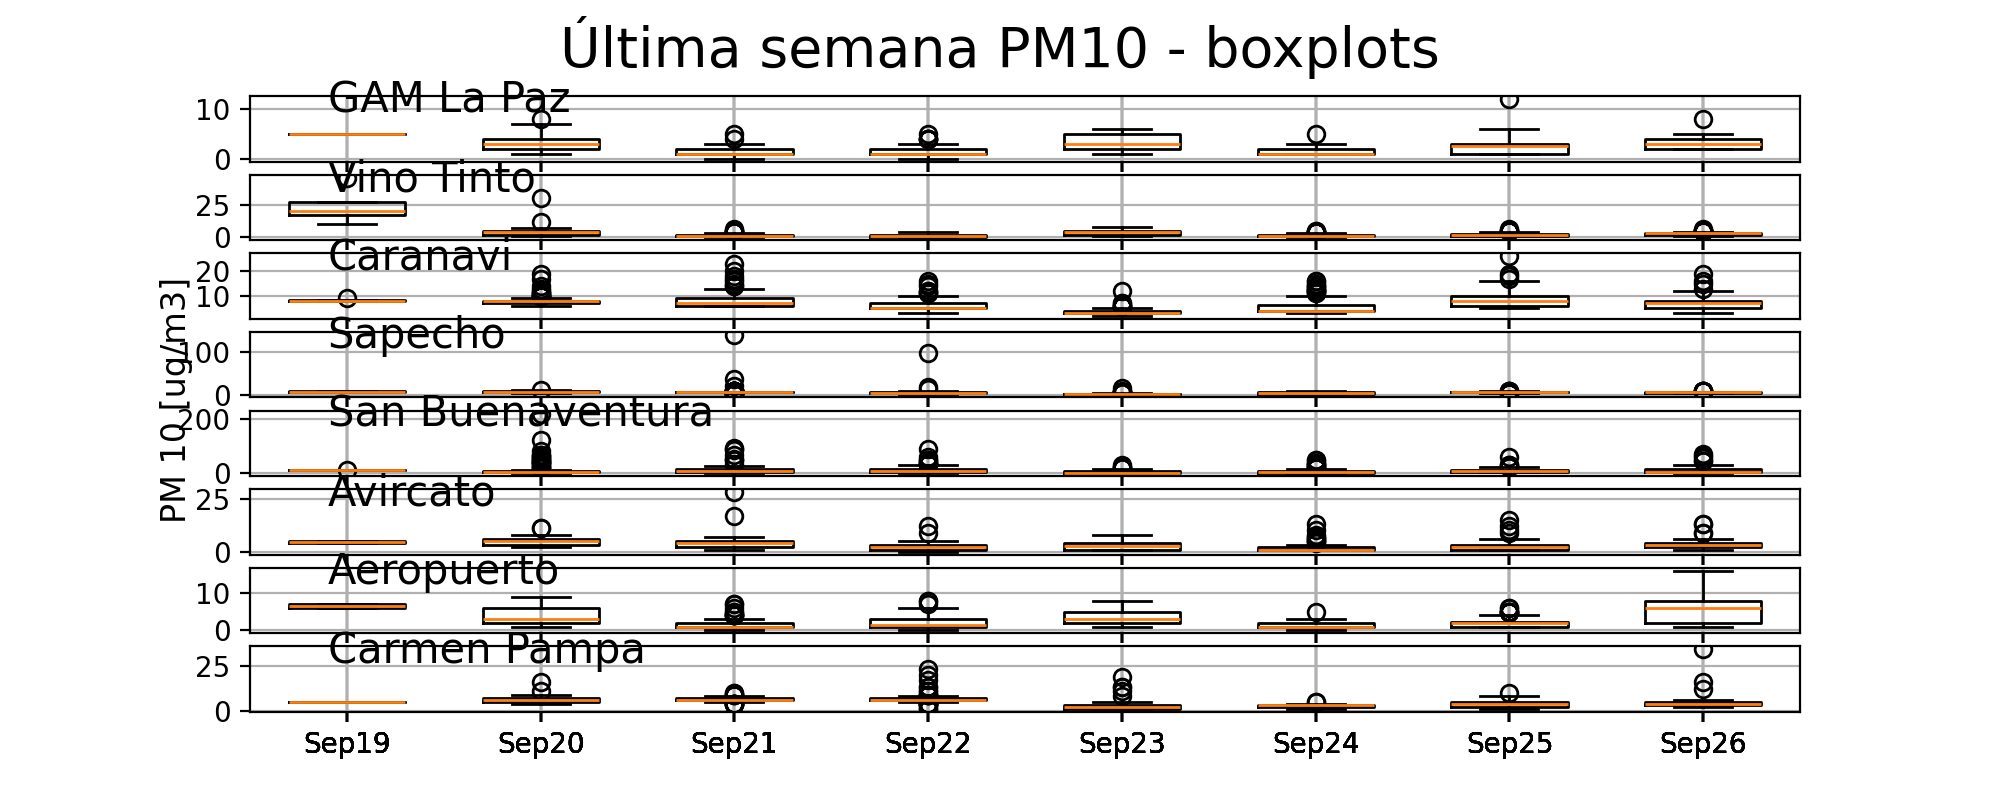 Última semana PM10 - boxplots
GAM La Paz
10
0
Vino Tinto
25
0
Caranavi
20
10
Sapecho
100
0
San Buenaventura
200
0
Avircato
25
0
Aeropuerto
10
0
Carmen Pampa
25
0
PM 10 [ug/m3]
Sep19 Sep20 Sep21 Sep22 Sep23 Sep24 Sep25 Sep26